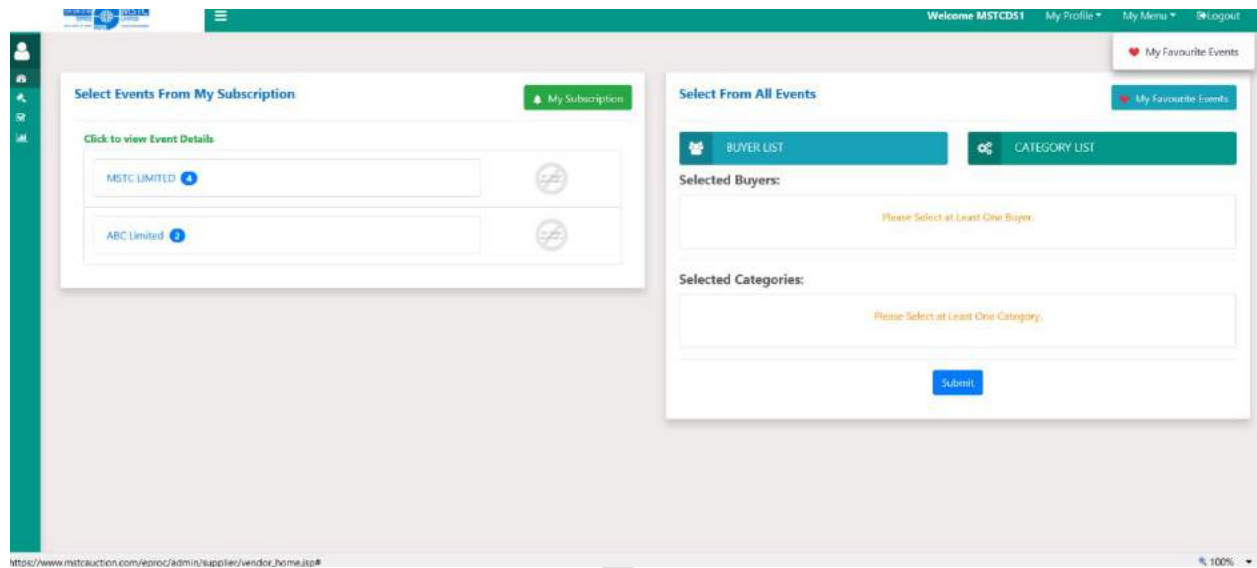 MSTC
LIMITED
Welcome MSTCDS1 My Profile My Menu Logout
My Favourite Events
Select Events From My Subscription
My Subscription
Click to view Event Details
MSTC LIMITED 4
ABC Limited 2
Select From All Events
My Favourite Events
BUYER LIST
CATEGORY LIST
Selected Buyers:
Please Select at Least One Buyer.
Selected Categories:
Please Select at Least One Category.
Submit
https://www.mstcauction.com/eproc/admin/supplier/vendor_home.jsp#
100%